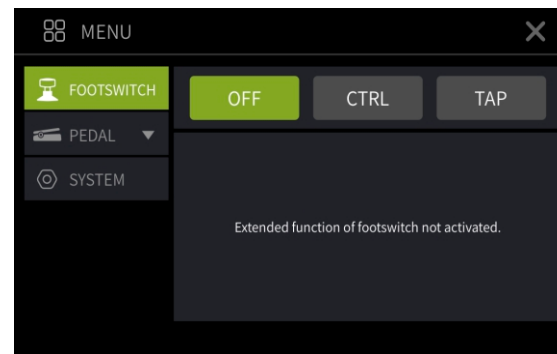 MENU
FOOTSWITCH
PEDAL
SYSTEM
OFF CTRL TAP
Extended function of footswitch not activated.